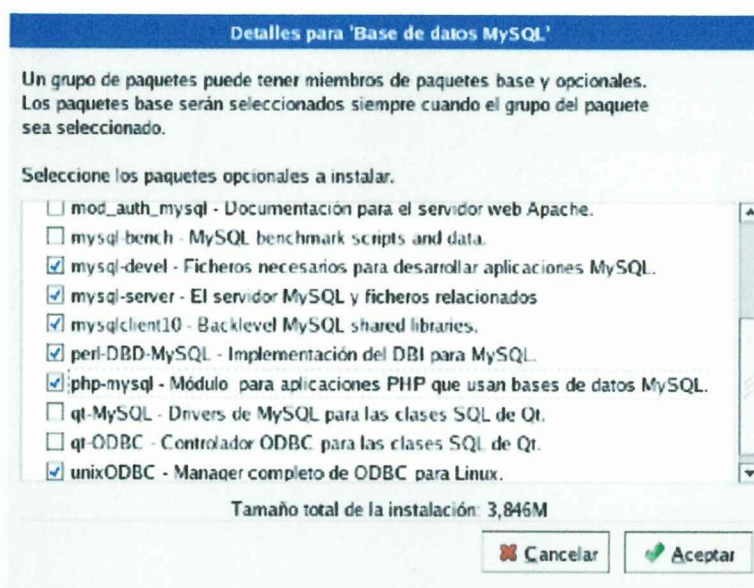 Detalles para 'Base de datos MySQL'
Un grupo de paquetes puede tener miembros de paquetes base y opcionales.
Los paquetes base serán seleccionados siempre cuando el grupo del paquete
sea seleccionado.
Seleccione los paquetes opcionales a instalar.
mod_auth_mysql - Documentación para el servidor web Apache.
mysql-bench - MySQL benchmark scripts and data.
mysql-devel - Ficheros necesarios para desarrollar aplicaciones MySQL.
mysql-server - El servidor MySQL y ficheros relacionados
mysqlclient10 - Backlevel MySQL shared libraries.
perl-DBD-MySQL - Implementación del DBI para MySQL.
php-mysql - Módulo para aplicaciones PHP que usan bases de datos MySQL.
qt-MySQL - Drivers de MySQL para las clases SQL de Qt.
qt-ODBC - Controlador ODBC para las clases SQL de Qt.
unixODBC - Manager completo de ODBC para Linux.
Tamaño total de la instalación: 3,846M
Cancelar Aceptar